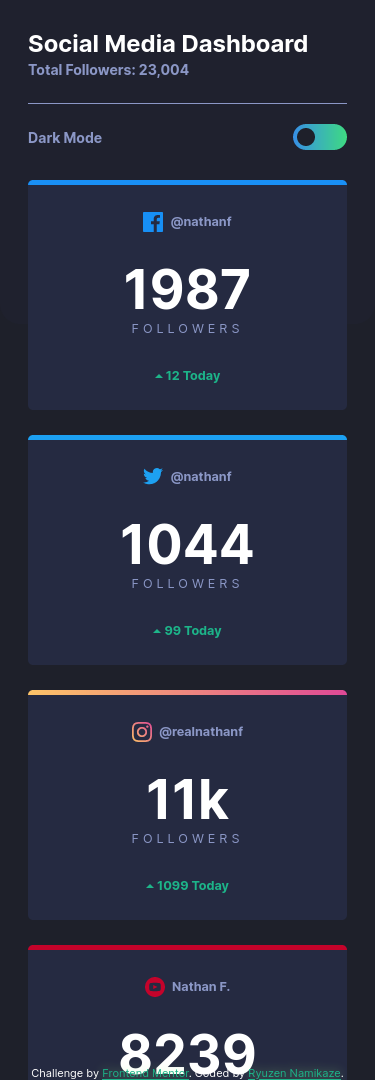 Social Media Dashboard
Total Followers: 23,004
Dark Mode
@nathanf
1987
FOLLOWERS
12 Today
@nathanf
1044
FOLLOWERS
99 Today
@realnathanf
11k
FOLLOWERS
1099 Today
Nathan F.
8239
Challenge by Frontend Mentor. Coded by Ryuzen Namikaze.